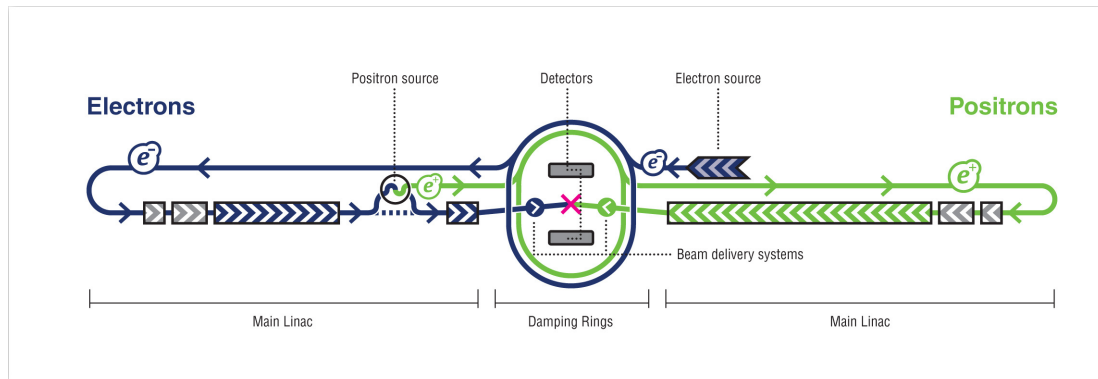 Positron source
Detectors
Electron source
Electrons
Positrons
e-
e-
e+
e+
Beam delivery systems
Main Linac
Damping Rings
Main Linac